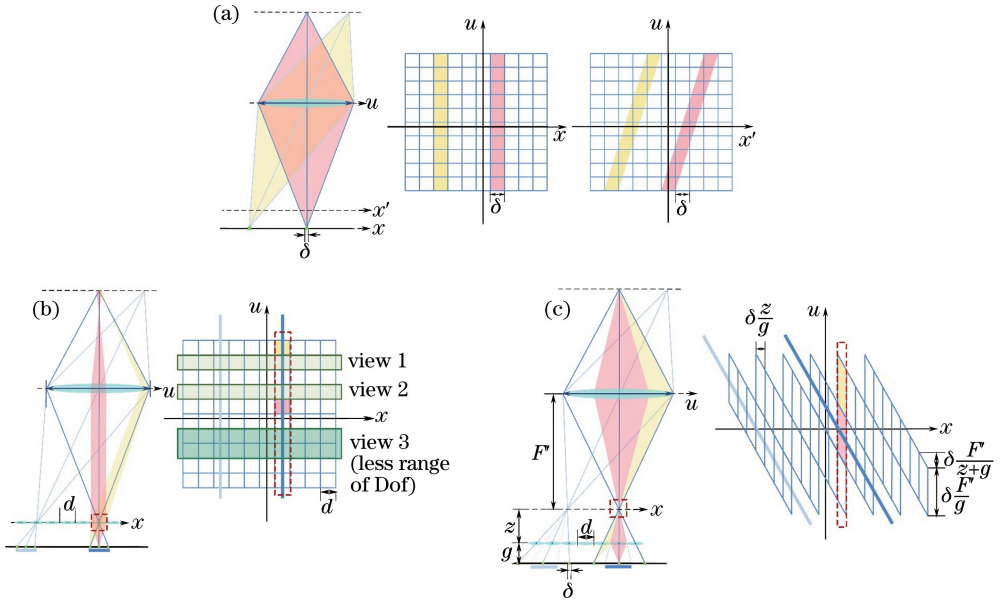 (a)
u
u
x'
x
δ
u
x
δ
u
x'
δ
(b)
u
x
d
u
view 1
view 2
x
view 3
(less range
of Dof)
d
(c)
u
F'
x
z
d
g
δ
u
δ z/g
x
δ F'/z+g
δ F'/g